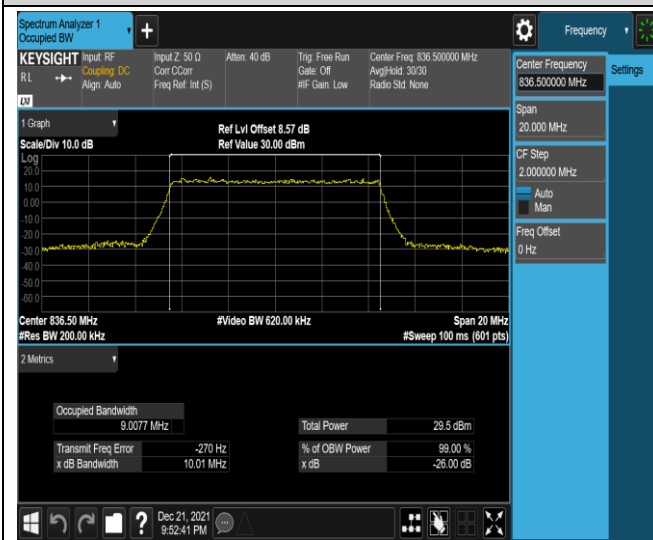 Spectrum Analyzer 1
Occupied BW
+
Frequency
KEYSIGHT
RL
LXI
Input: RF
Coupling: DC
Align: Auto
Input Z: 50 Ω
Corr CCorr
Freq Ref: Int (S)
Atten: 40 dB
Trig: Free Run
Gate: Off
#IF Gain: Low
Center Freq: 836.500000 MHz
Avg|Hold: 30/30
Radio Std: None
Center Frequency
836.500000 MHz
Settings
Span
20.000 MHz
CF Step
2.000000 MHz
Auto
Man
Freq Offset
0 Hz
1 Graph
Scale/Div 10.0 dB
Ref Lvl Offset 8.57 dB
Ref Value 30.00 dBm
Log
20.0
10.0
0.00
-10.0
-20.0
-30.0
-40.0
-50.0
-60.0
Center 836.50 MHz
#Res BW 200.00 kHz
#Video BW 620.00 kHz
Span 20 MHz
#Sweep 100 ms (601 pts)
2 Metrics
Occupied Bandwidth
9.0077 MHz
Transmit Freq Error -270 Hz
x dB Bandwidth 10.01 MHz
Total Power 29.5 dBm
% of OBW Power 99.00 %
x dB -26.00 dB
?
Dec 21, 2021
9:52:41 PM